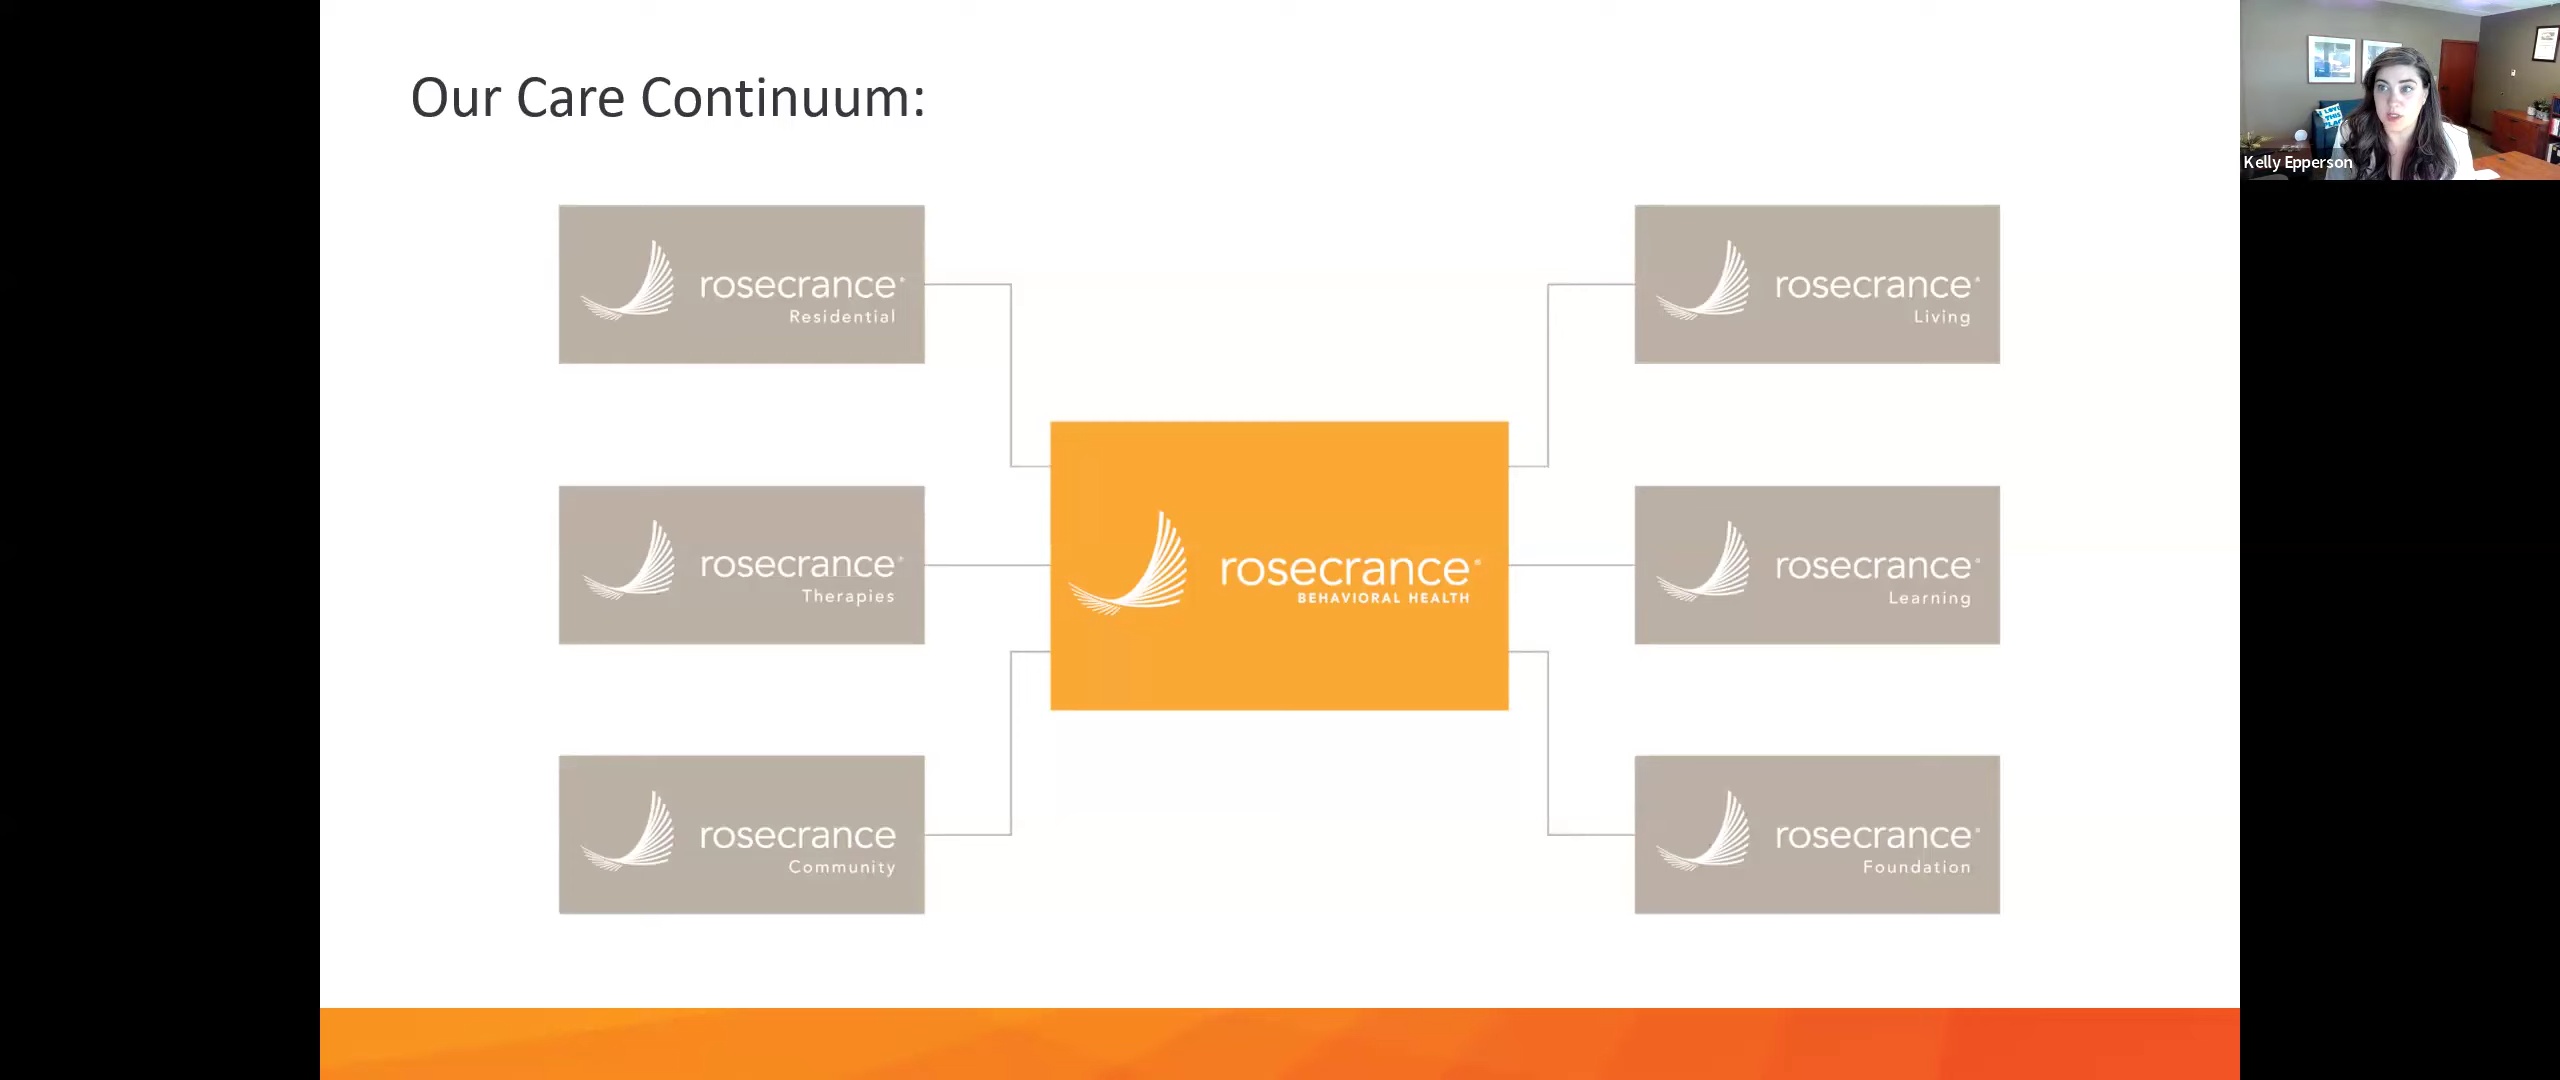 Our Care Continuum:
Kelly Epperson
rosecrance®
Residential
rosecrance®
Living
rosecrance®
Therapies
rosecrance®
BEHAVIORAL HEALTH
rosecrance®
Learning
rosecrance
Community
rosecrance®
Foundation